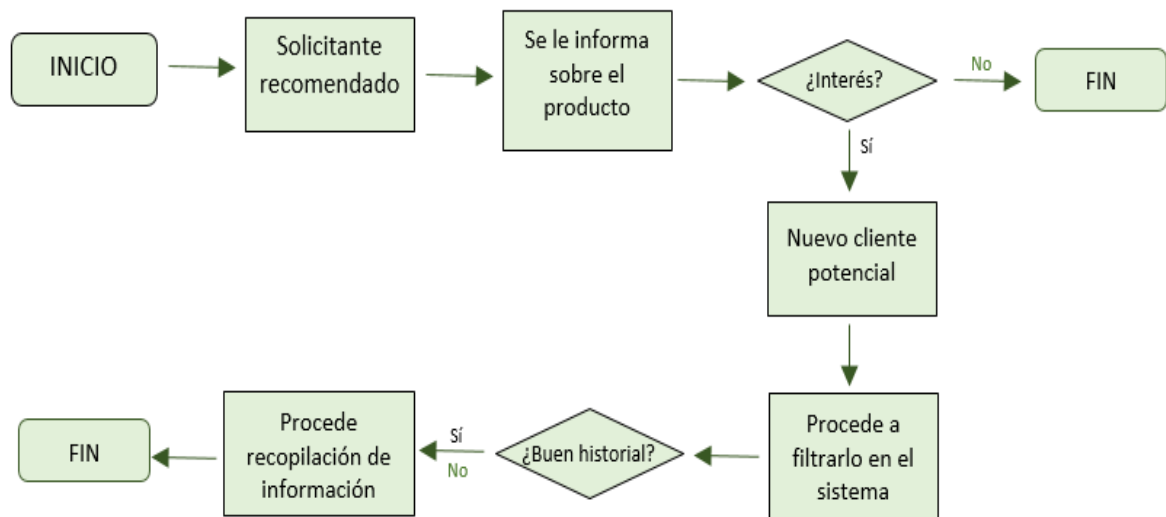 INICIO
Solicitante
recomendado
Se le informa
sobre el
producto
¿Interés?
No
FIN
Sí
Nuevo cliente
potencial
Procede a
filtrarlo en el
sistema
¿Buen historial?
Sí
No
Procede
recopilación de
información
FIN